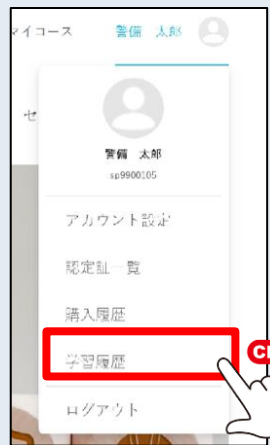 マイコース 警備 太郎
セ
警備 太郎
sp9900105
アカウント設定
認定証一覧
購入履歴
学習履歴
ログアウト